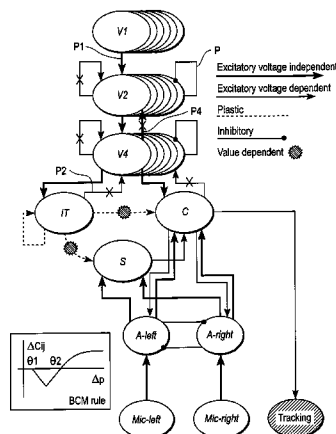 V1
P1
P
Excitatory voltage independent
V2
Excitatory voltage dependent
P4
Plastic
V4
Inhibitory
P2
Value dependent
IT
C
S
ΔCij
θ1 θ2
Δp
BCM rule
A-left
A-right
Mic-left
Mic-right
Tracking